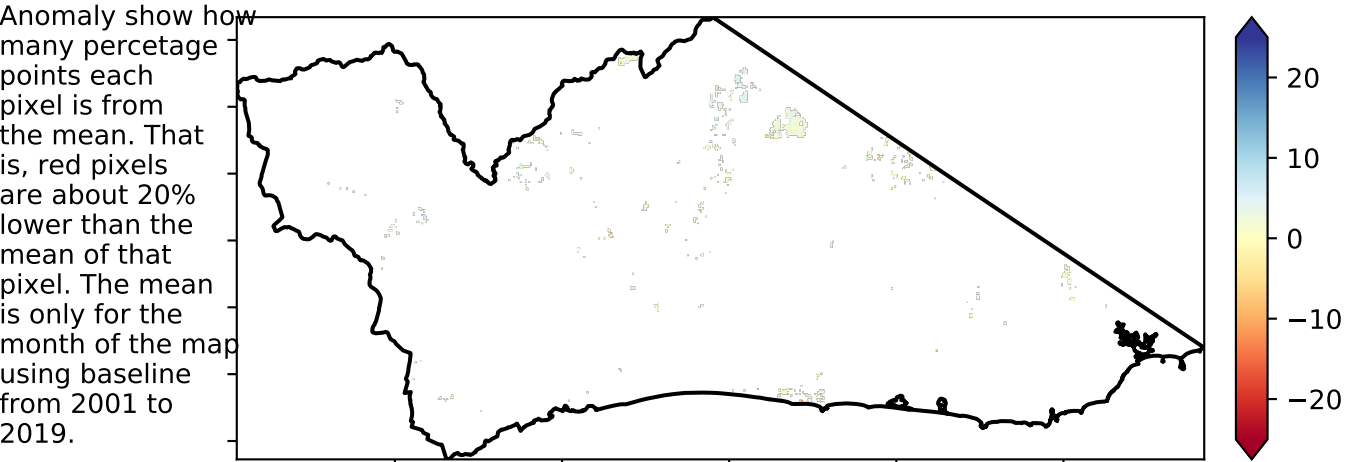 Anomaly show how
many percetage
points each
pixel is from
the mean. That
is, red pixels
are about 20%
lower than the
mean of that
pixel. The mean
is only for the
month of the map
using baseline
from 2001 to
2019.
20
10
0
−10
−20